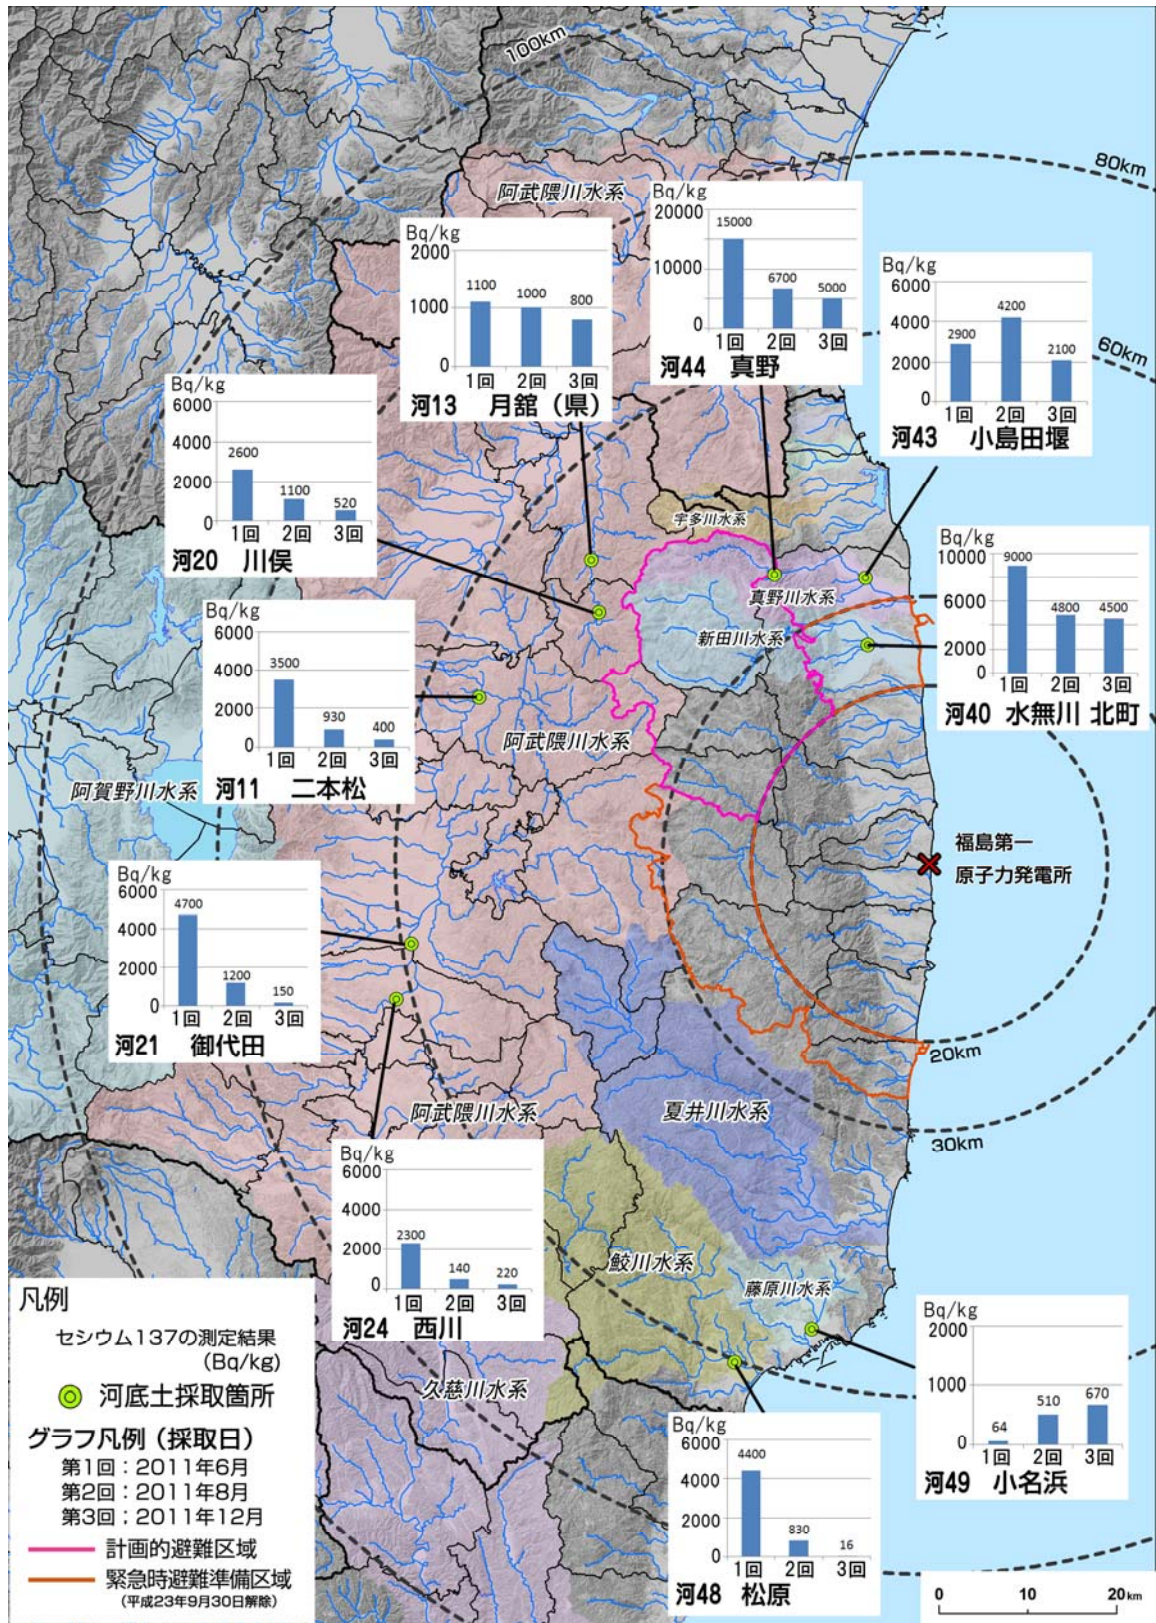 100km
80km
阿武隈川水系
Bq/kg
20000
10000
0
15000
6700
5000
1回 2回 3回
河44 真野
Bq/kg
2000
1000
0
1100
1000
800
1回 2回 3回
河13 月舘（県）
Bq/kg
6000
4000
2000
0
2900
4200
2100
1回 2回 3回
河43 小島田堰
60km
Bq/kg
6000
4000
2000
0
2600
1100
520
1回 2回 3回
河20 川俣
宇多川水系
真野川水系
新田川水系
Bq/kg
10000
8000
6000
2000
0
9000
4800
4500
1回 2回 3回
河40 水無川 北町
Bq/kg
6000
4000
2000
0
3500
930
400
1回 2回 3回
河11 二本松
阿武隈川水系
阿賀野川水系
福島第一
原子力発電所
Bq/kg
6000
4000
2000
0
4700
1200
150
1回 2回 3回
河21 御代田
20km
30km
阿武隈川水系
夏井川水系
Bq/kg
6000
4000
2000
0
2300
140
220
1回 2回 3回
河24 西川
鮫川水系
藤原川水系
久慈川水系
Bq/kg
2000
1000
0
64
510
670
1回 2回 3回
河49 小名浜
Bq/kg
6000
4000
2000
0
4400
830
16
1回 2回 3回
河48 松原
凡例
セシウム137の測定結果
(Bq/kg)
河底土採取箇所
グラフ凡例（採取日）
第1回：2011年6月
第2回：2011年8月
第3回：2011年12月
計画的避難区域
緊急時避難準備区域
（平成23年9月30日解除）
0 10 20 km